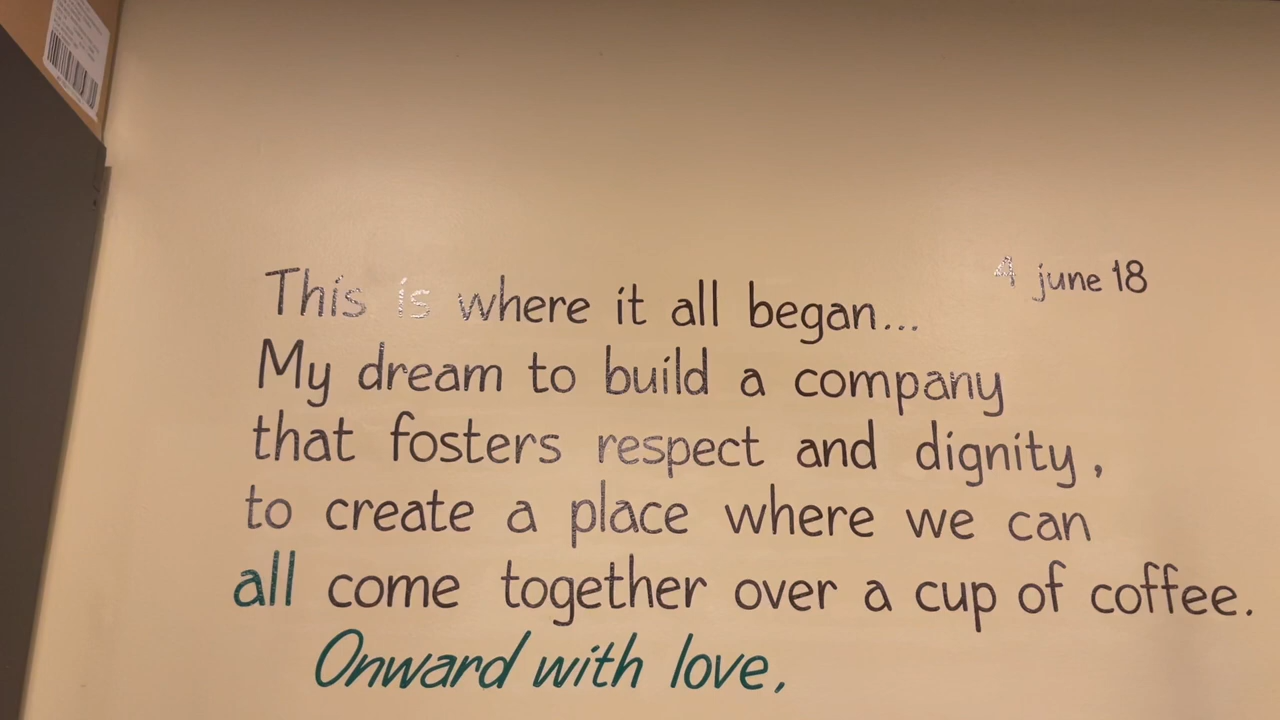 4 june 18
This is where it all began...
My dream to build a company
that fosters respect and dignity,
to create a place where we can
all come together over a cup of coffee.
Onward with love,